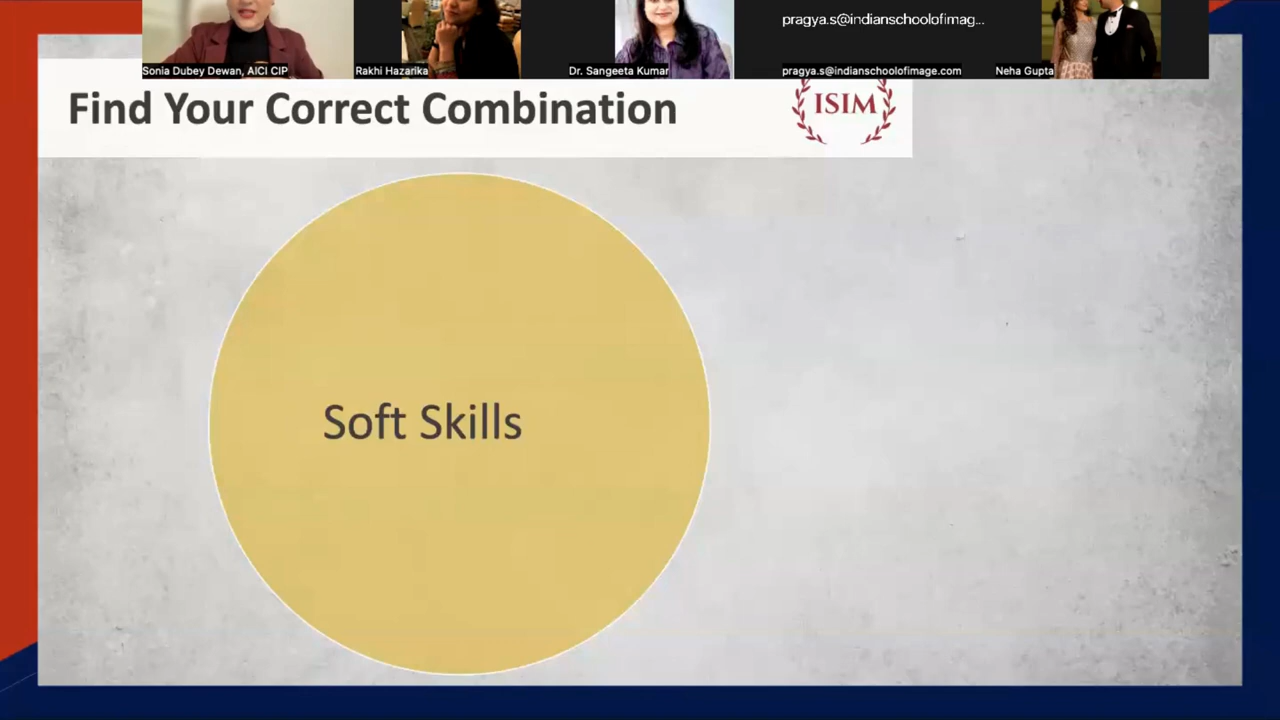 pragya.s@indianschoolofimag...
Sonia Dubey Dewan, AICI CIP
Rakhi Hazarika
Dr. Sangeeta Kumar
pragya.s@indianschoolofimage.com
Neha Gupta
Find Your Correct Combination
ISIM
Soft Skills